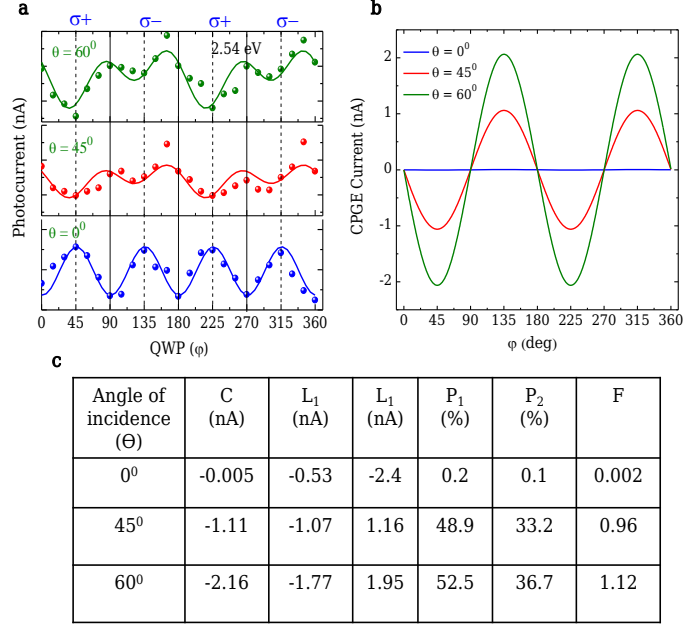 a
σ+ σ− σ+ σ−
θ = 60⁰
2.54 eV
θ = 45⁰
θ = 0⁰
Photocurrent (nA)
0 45 90 135 180 225 270 315 360
QWP (φ)
b
θ = 0⁰
θ = 45⁰
θ = 60⁰
CPGE Current (nA)
2
1
0
-1
-2
0 45 90 135 180 225 270 315 360
φ (deg)
c
Angle of incidence (Θ) C (nA) L₁ (nA) L₁ (nA) P₁ (%) P₂ (%) F
0⁰ -0.005 -0.53 -2.4 0.2 0.1 0.002
45⁰ -1.11 -1.07 1.16 48.9 33.2 0.96
60⁰ -2.16 -1.77 1.95 52.5 36.7 1.12